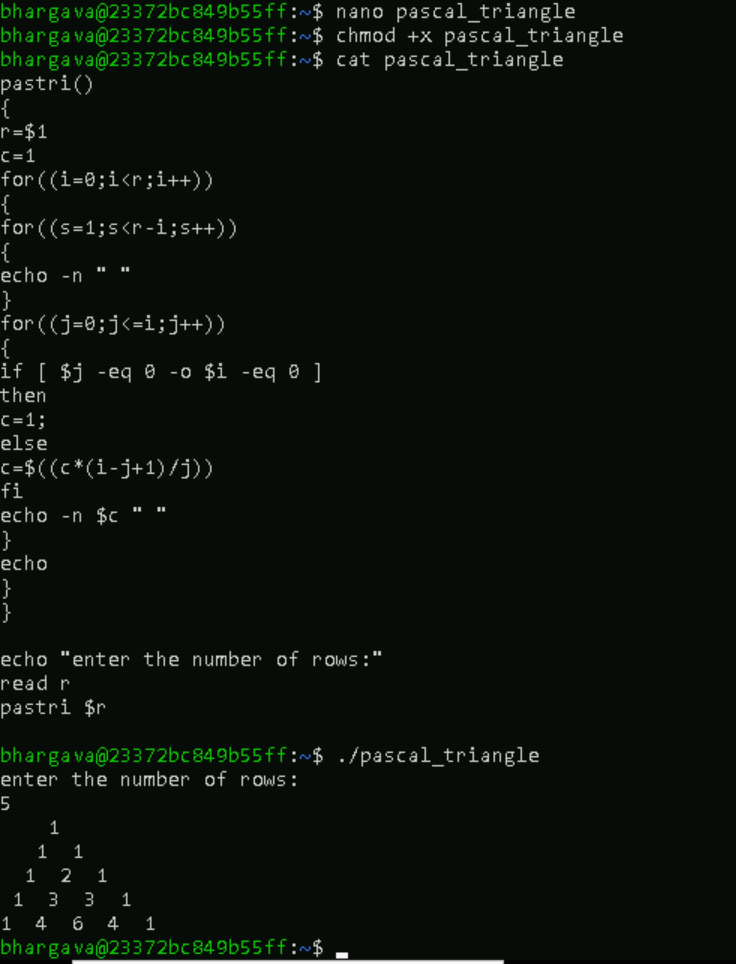 bhargava@23372bc849b55ff:~$ nano pascal_triangle
bhargava@23372bc849b55ff:~$ chmod +x pascal_triangle
bhargava@23372bc849b55ff:~$ cat pascal_triangle
pastri()
{
r=$1
c=1
for((i=0;i<r;i++))
{
for((s=1;s<r-i;s++))
{
echo -n " "
}
for((j=0;j<=i;j++))
{
if [ $j -eq 0 -o $i -eq 0 ]
then
c=1;
else
c=$((c*(i-j+1)/j))
fi
echo -n $c " "
}
echo
}
}

echo "enter the number of rows:"
read r
pastri $r

bhargava@23372bc849b55ff:~$ ./pascal_triangle
enter the number of rows:
5
    1
   1  1
  1  2  1
 1  3  3  1
1  4  6  4  1
bhargava@23372bc849b55ff:~$